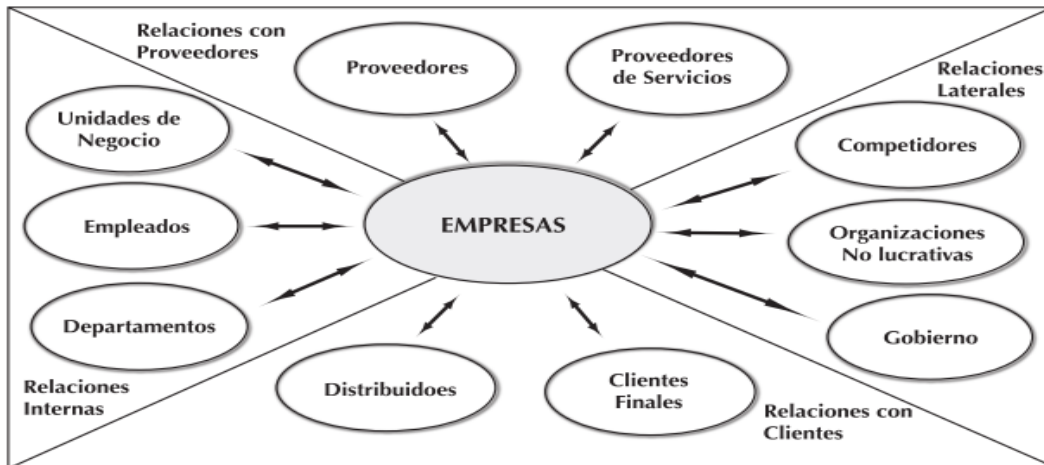 Relaciones con
Proveedores
Proveedores
Proveedores
de Servicios
Relaciones
Laterales
Unidades de
Negocio
Competidores
Empleados
EMPRESAS
Organizaciones
No lucrativas
Departamentos
Gobierno
Relaciones
Internas
Distribuidoes
Clientes
Finales
Relaciones con
Clientes